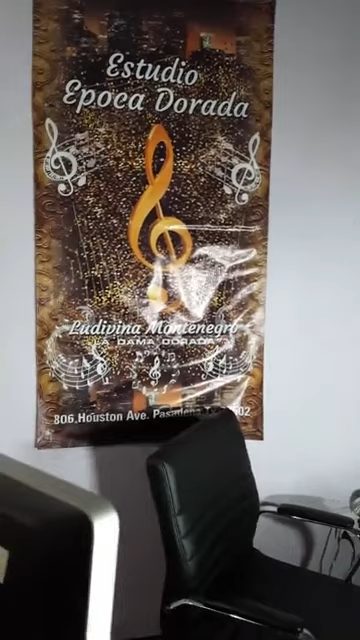 Estudio
Epoca Dorada
Ludivina Montenegro
LA DAMA DORADA
806.Houston Ave. Pasadena